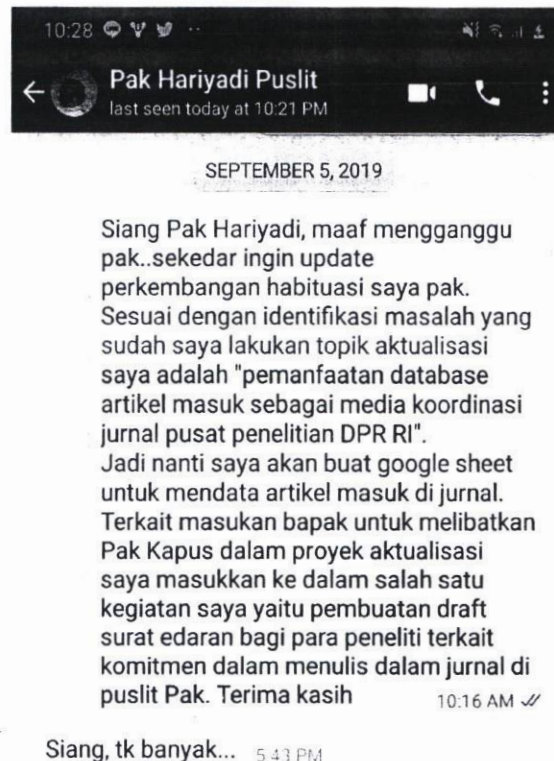 10:28
Pak Hariyadi Puslit
last seen today at 10:21 PM
SEPTEMBER 5, 2019
Siang Pak Hariyadi, maaf mengganggu
pak..sekedar ingin update
perkembangan habituasi saya pak.
Sesuai dengan identifikasi masalah yang
sudah saya lakukan topik aktualisasi
saya adalah "pemanfaatan database
artikel masuk sebagai media koordinasi
jurnal pusat penelitian DPR RI".
Jadi nanti saya akan buat google sheet
untuk mendata artikel masuk di jurnal.
Terkait masukan bapak untuk melibatkan
Pak Kapus dalam proyek aktualisasi
saya masukkan ke dalam salah satu
kegiatan saya yaitu pembuatan draft
surat edaran bagi para peneliti terkait
komitmen dalam menulis dalam jurnal di
puslit Pak. Terima kasih 10:16 AM
Siang, tk banyak... 5:43 PM